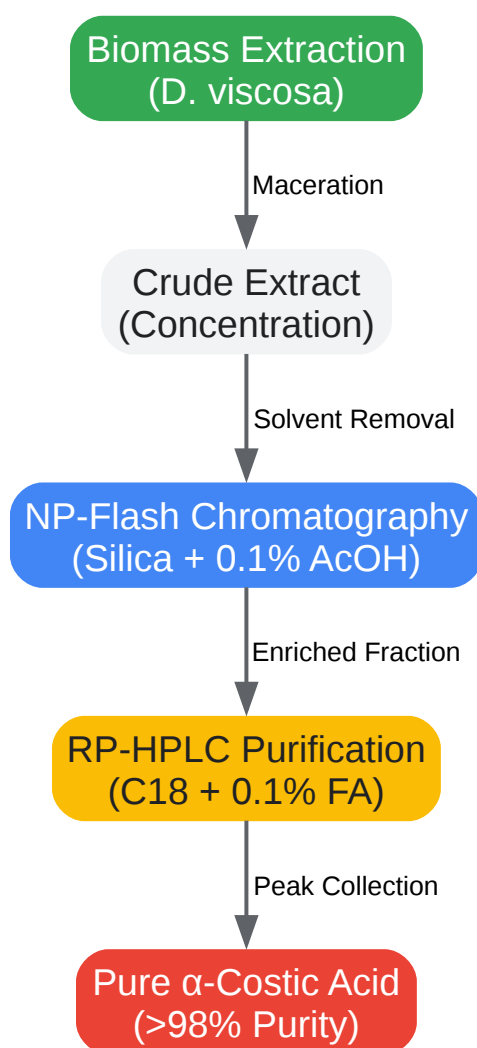 Biomass Extraction
(D. viscosa)
Maceration
Crude Extract
(Concentration)
Solvent Removal
NP-Flash Chromatography
(Silica + 0.1% AcOH)
Enriched Fraction
RP-HPLC Purification
(C18 + 0.1% FA)
Peak Collection
Pure α-Costic Acid
(>98% Purity)